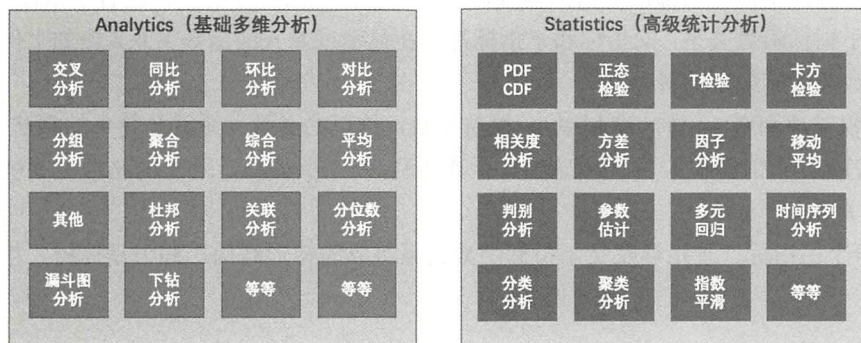 Analytics（基础多维分析）
交叉
分析
同比
分析
环比
分析
对比
分析
分组
分析
聚合
分析
综合
分析
平均
分析
其他
杜邦
分析
关联
分析
分位数
分析
漏斗图
分析
下钻
分析
等等
等等
Statistics（高级统计分析）
PDF
CDF
正态
检验
T检验
卡方
检验
相关度
分析
方差
分析
因子
分析
移动
平均
判别
分析
参数
估计
多元
回归
时间序列
分析
分类
分析
聚类
分析
指数
平滑
等等